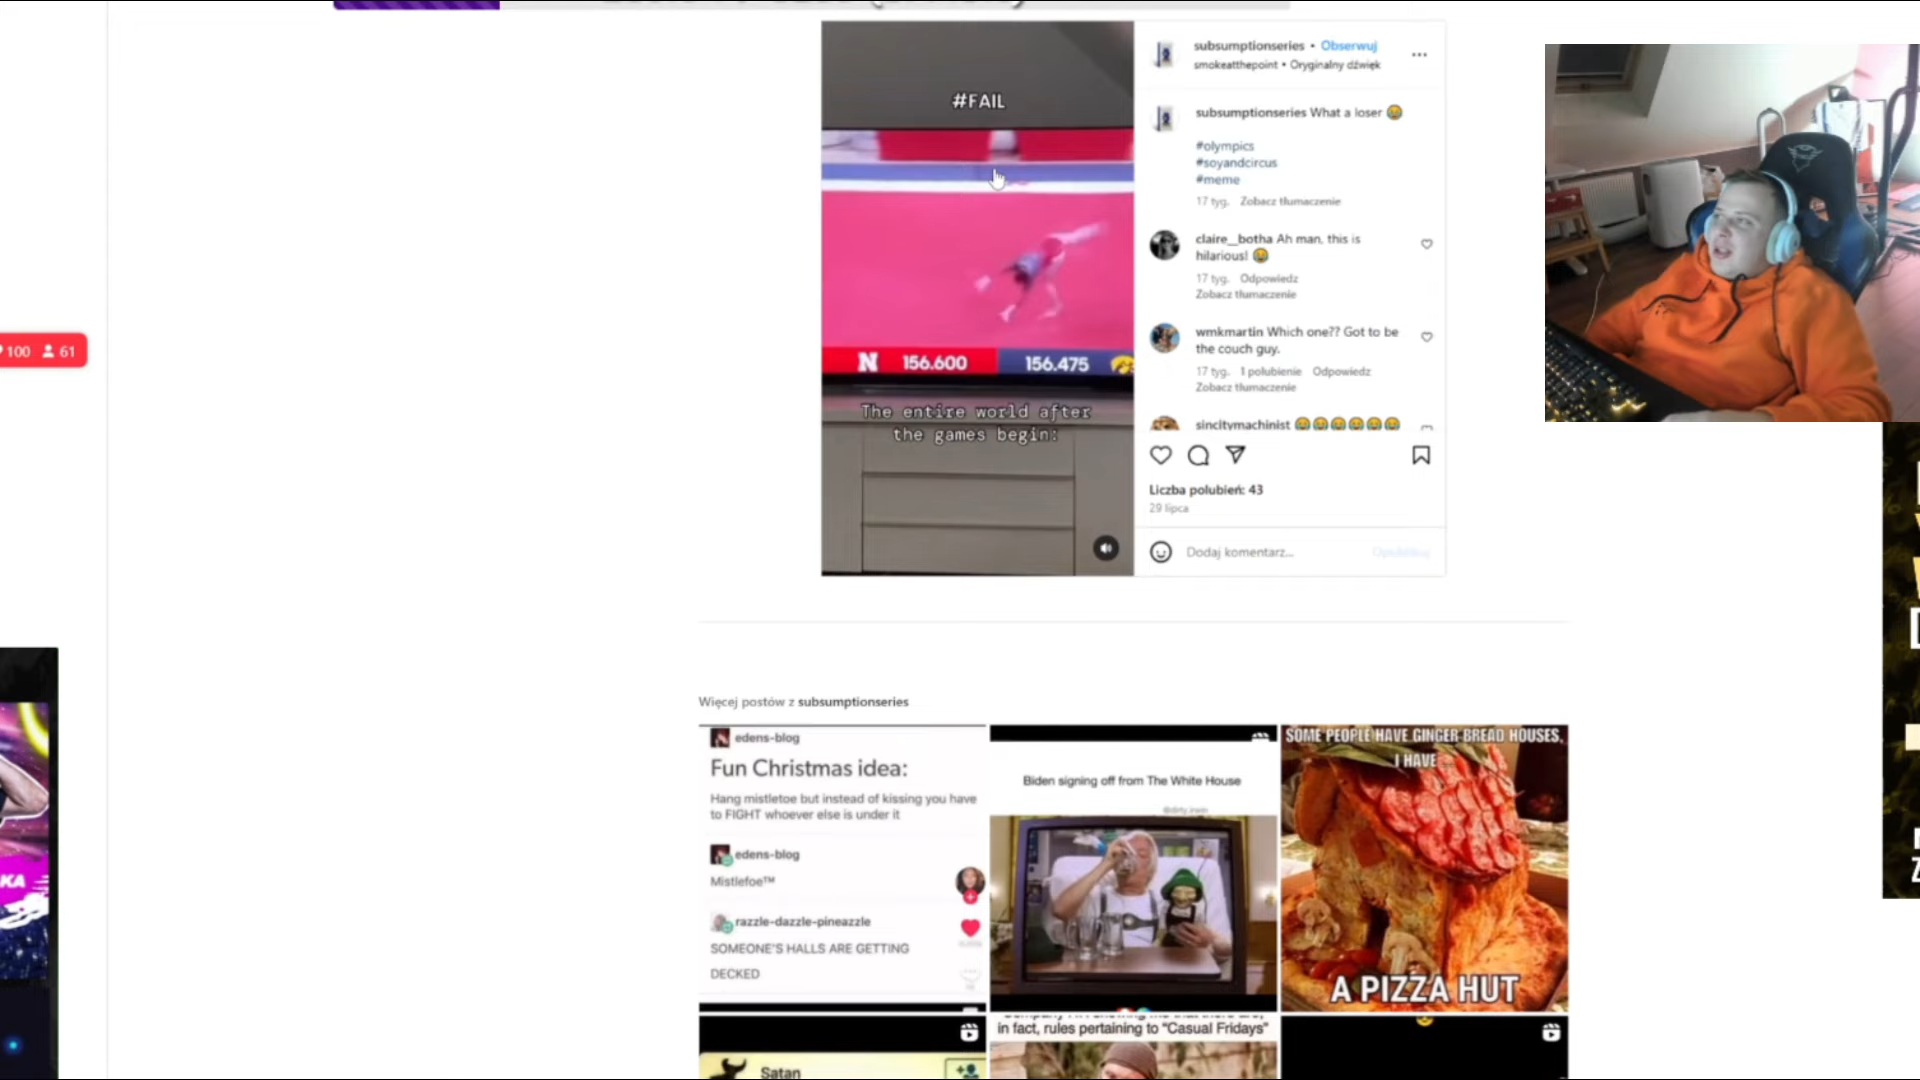 #FAIL
N 156.600 156.475
The entire world after
the games begin:
subsumptionseries • Obserwuj
smokeatthepoint • Oryginalny dźwięk
subsumptionseries What a loser 😂
#olympics
#soyandcircus
#meme
17 tyg. Zobacz tłumaczenie
claire__botha Ah man, this is
hilarious! 😂
17 tyg. Odpowiedz
Zobacz tłumaczenie
wmkmartin Which one?? Got to be
the couch guy.
17 tyg. 1 polubienie Odpowiedz
Zobacz tłumaczenie
sincitymachinist 😂😂😂😂😂😂
Liczba polubień: 43
29 lipca
Dodaj komentarz...
Opublikuj
100 61
Więcej postów z subsumptionseries
edens-blog
Fun Christmas idea:
Hang mistletoe but instead of kissing you have
to FIGHT whoever else is under it
edens-blog
Mistlefoe™
razzle-dazzle-pineazzle
SOMEONE'S HALLS ARE GETTING
DECKED
Biden signing off from The White House
SOME PEOPLE HAVE GINGER BREAD HOUSES,
I HAVE
A PIZZA HUT
Satan
in fact, rules pertaining to "Casual Fridays"
KA